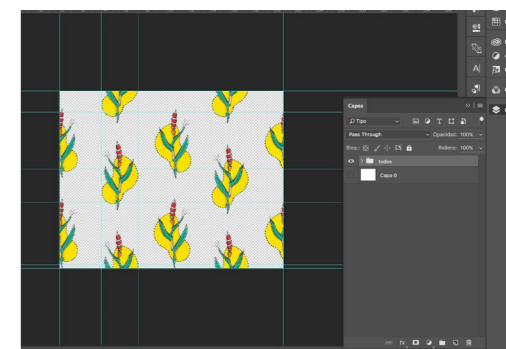 Capas
Tipo
Pass Through Opacidad: 100%
Bloq.: Relleno: 100%
todos
Capa 0